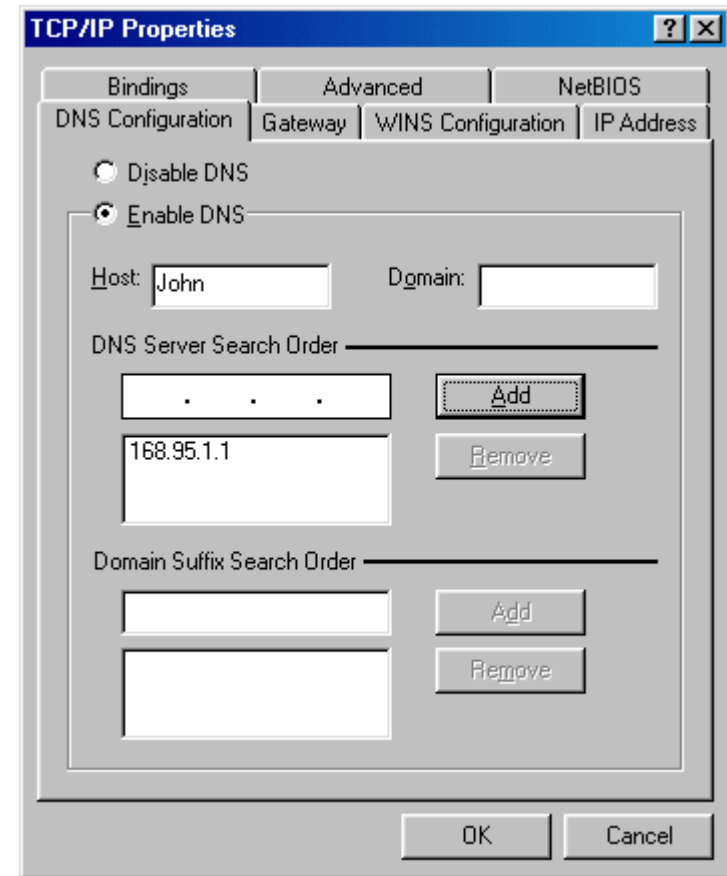 TCP/IP Properties
Bindings Advanced NetBIOS
DNS Configuration Gateway WINS Configuration IP Address
Disable DNS
Enable DNS
Host: John Domain:
DNS Server Search Order
. . . Add
168.95.1.1 Remove
Domain Suffix Search Order
Add
Remove
OK Cancel